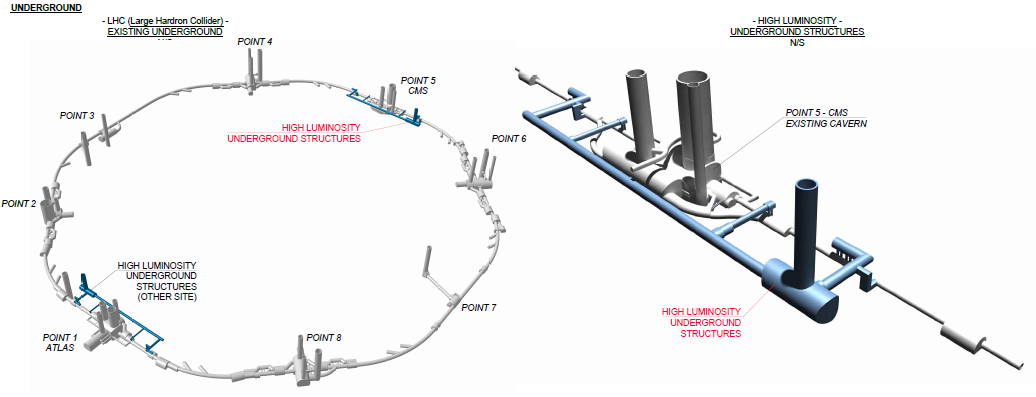 UNDERGROUND
- LHC (Large Hardron Collider) -
EXISTING UNDERGROUND
POINT 4
POINT 5
CMS
POINT 3
HIGH LUMINOSITY
UNDERGROUND STRUCTURES
POINT 6
POINT 2
HIGH LUMINOSITY
UNDERGROUND
STRUCTURES
(OTHER SITE)
POINT 7
POINT 1
ATLAS
POINT 8
- HIGH LUMINOSITY -
UNDERGROUND STRUCTURES
N/S
POINT 5 - CMS
EXISTING CAVERN
HIGH LUMINOSITY
UNDERGROUND
STRUCTURES